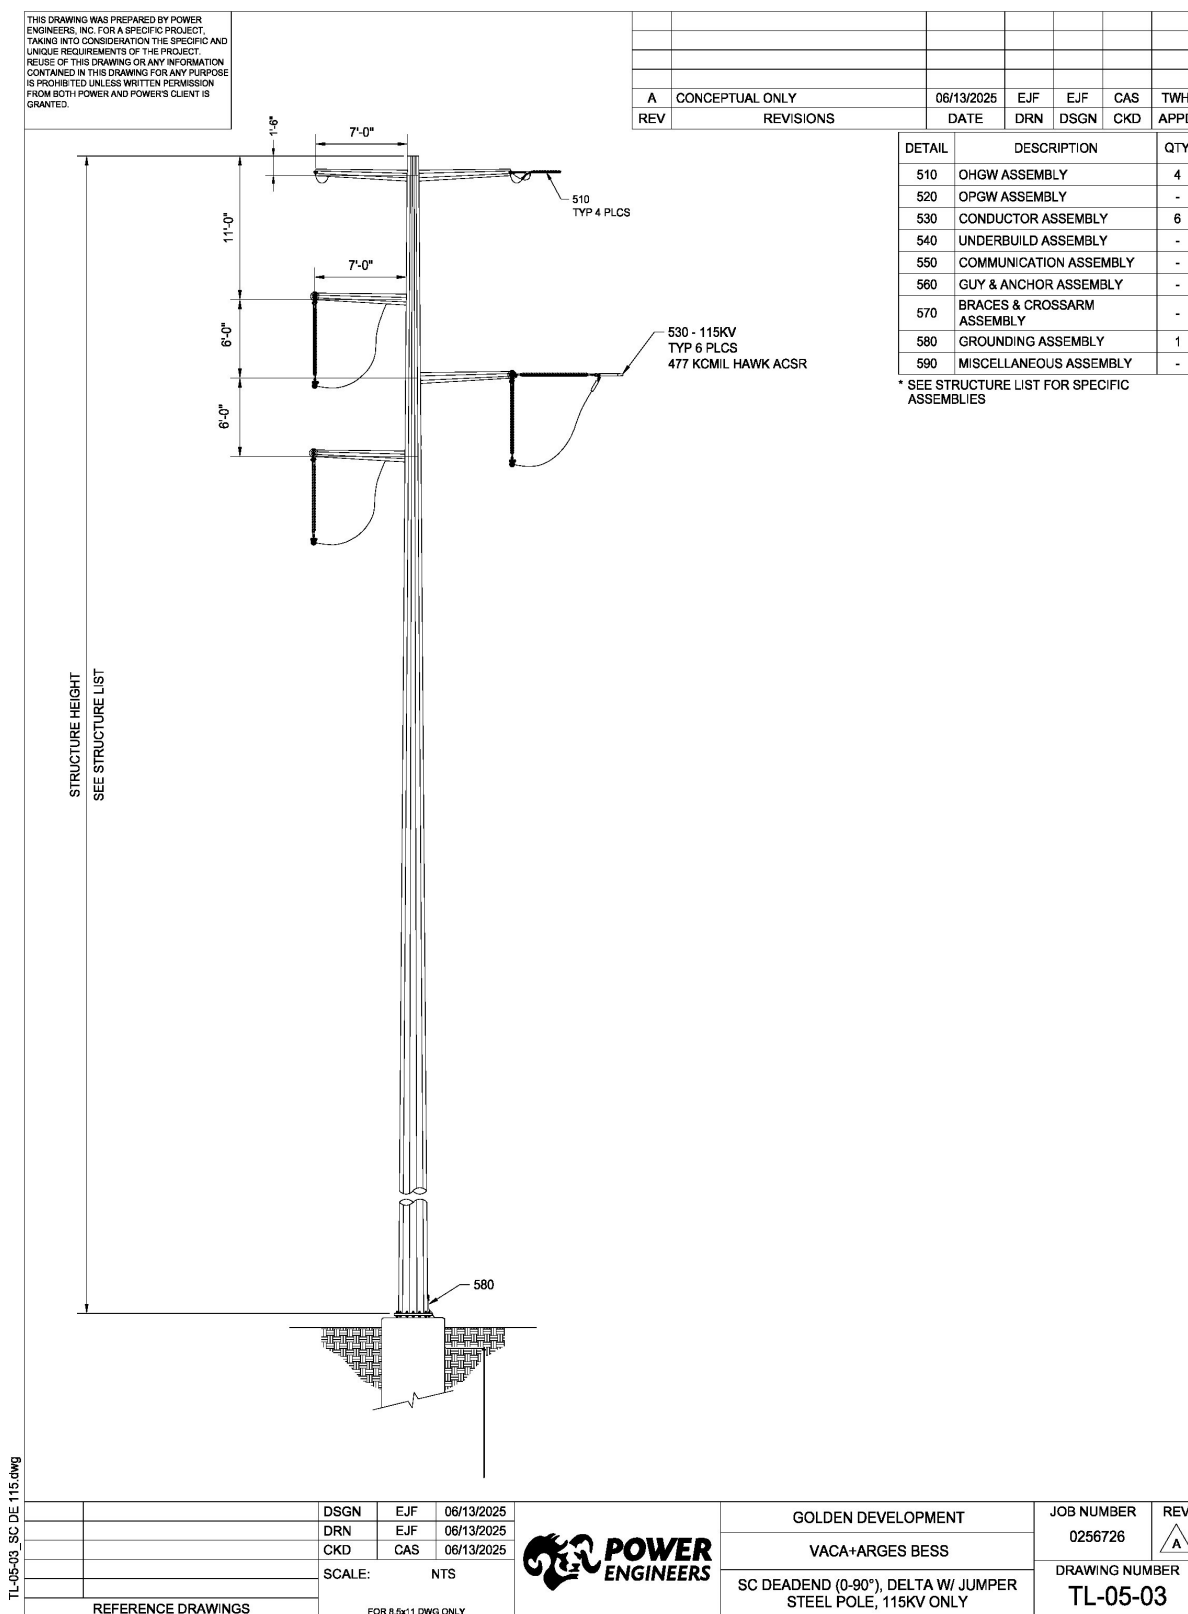 THIS DRAWING WAS PREPARED BY POWER
ENGINEERS, INC. FOR A SPECIFIC PROJECT,
TAKING INTO CONSIDERATION THE SPECIFIC AND
UNIQUE REQUIREMENTS OF THE PROJECT.
REUSE OF THIS DRAWING OR ANY INFORMATION
CONTAINED IN THIS DRAWING FOR ANY PURPOSE
IS PROHIBITED UNLESS WRITTEN PERMISSION
FROM BOTH POWER AND POWER'S CLIENT IS
GRANTED.
A CONCEPTUAL ONLY 06/13/2025 EJF EJF CAS TWH
REV REVISIONS DATE DRN DSGN CKD APPD
DETAIL DESCRIPTION QTY
510 OHGW ASSEMBLY 4
520 OPGW ASSEMBLY -
530 CONDUCTOR ASSEMBLY 6
540 UNDERBUILD ASSEMBLY -
550 COMMUNICATION ASSEMBLY -
560 GUY & ANCHOR ASSEMBLY -
570 BRACES & CROSSARM
ASSEMBLY -
580 GROUNDING ASSEMBLY 1
590 MISCELLANEOUS ASSEMBLY -
* SEE STRUCTURE LIST FOR SPECIFIC
ASSEMBLIES
1'-6"
7'-0"
510
TYP 4 PLCS
11'-0"
7'-0"
6'-0"
530 - 115KV
TYP 6 PLCS
477 KCMIL HAWK ACSR
6'-0"
STRUCTURE HEIGHT
SEE STRUCTURE LIST
580
TL-05-03_SC DE 115.dwg
REFERENCE DRAWINGS
DSGN EJF 06/13/2025
DRN EJF 06/13/2025
CKD CAS 06/13/2025
SCALE: NTS
FOR 8.5x11 DWG ONLY
POWER
ENGINEERS
GOLDEN DEVELOPMENT
VACA+ARGES BESS
SC DEADEND (0-90°), DELTA W/ JUMPER
STEEL POLE, 115KV ONLY
JOB NUMBER
0256726
REV
A
DRAWING NUMBER
TL-05-03